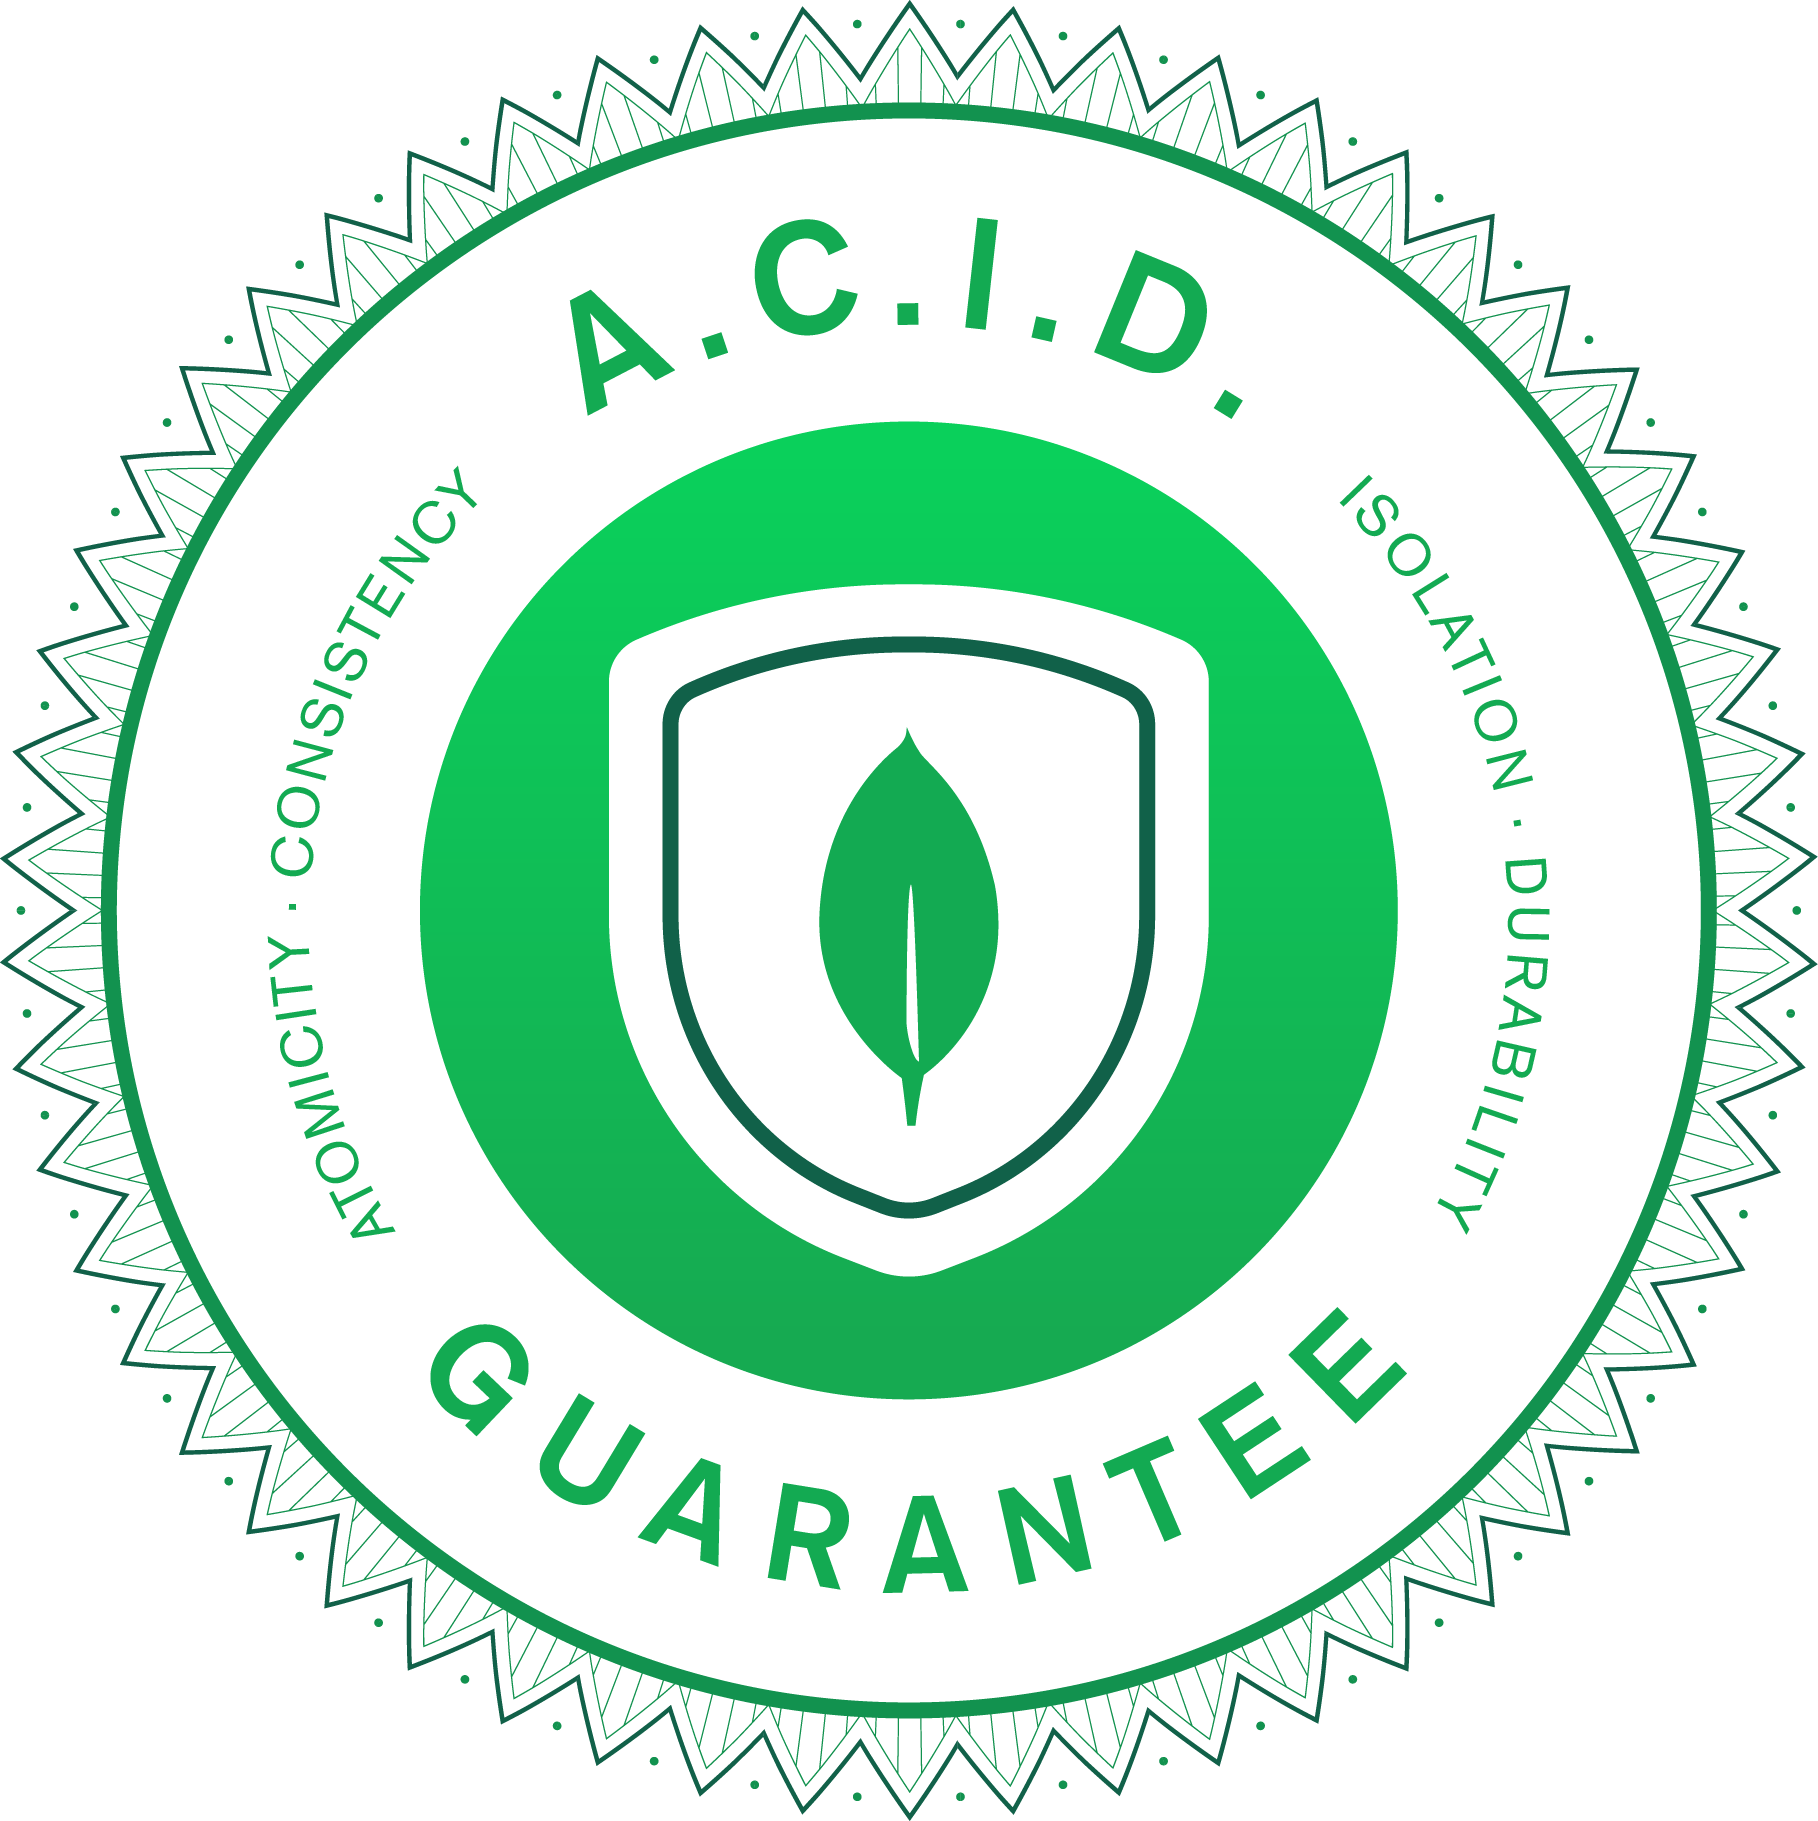 A.C.I.D.
ATOMICITY · CONSISTENCY
ISOLATION · DURABILITY
GUARANTEE